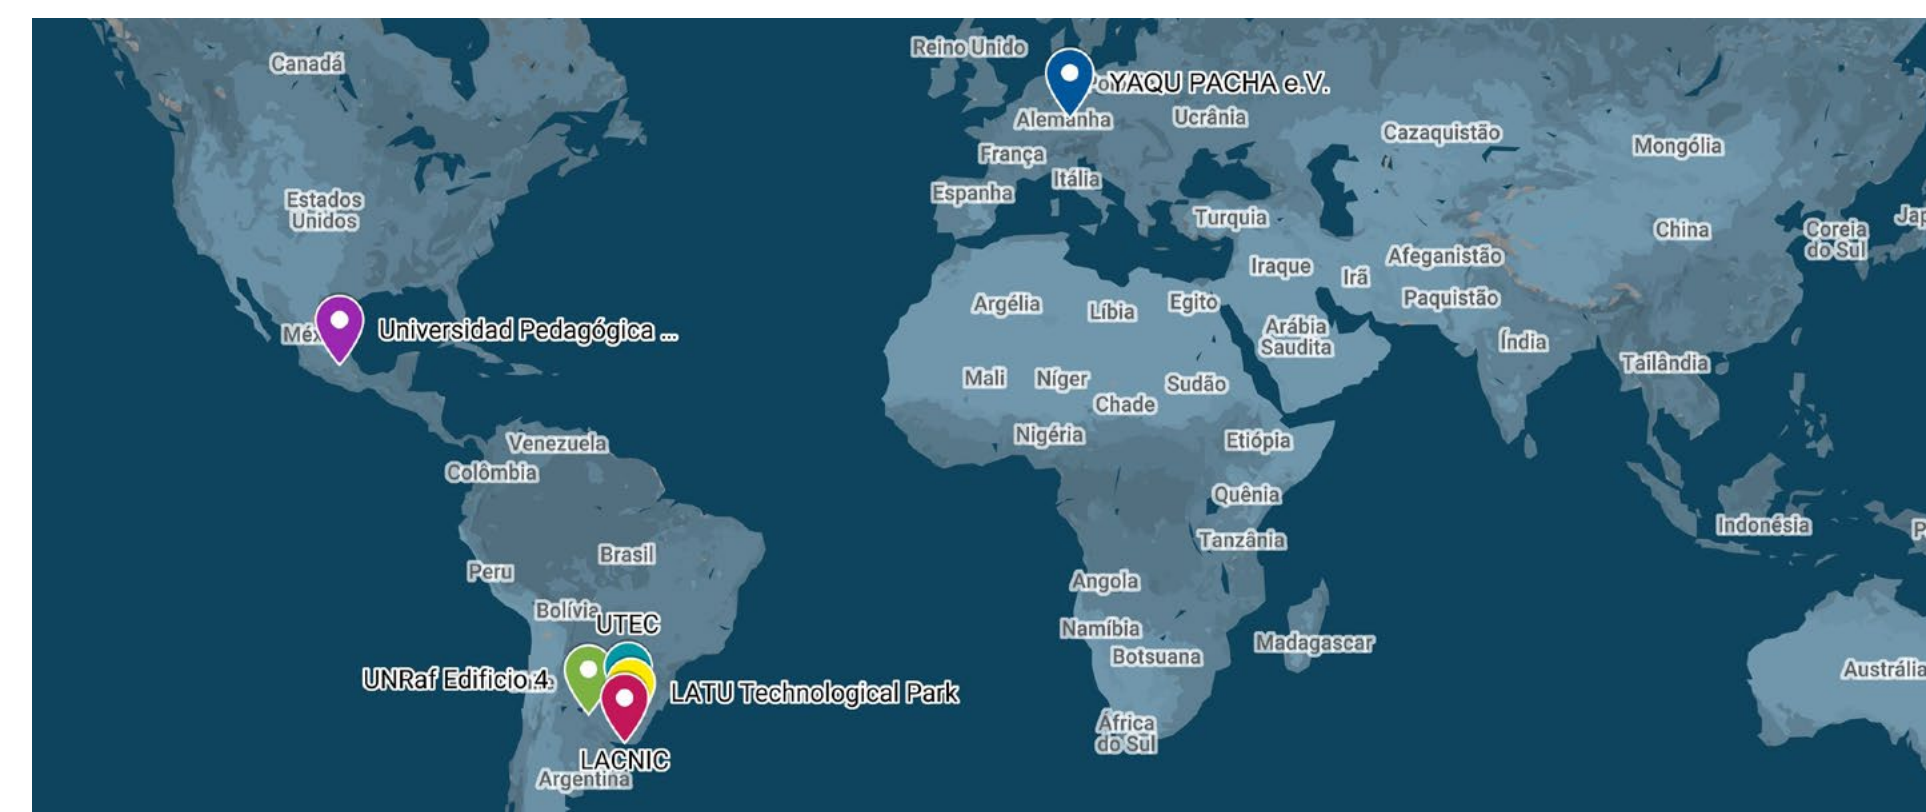 Reino Unido
Canadá
YAQU PACHA e.V.
Alemanha
Ucrânia
Cazaquistão
Mongólia
França
Itália
Espanha
Estados
Unidos
Turquia
China
Coreia
do Sul
Afeganistão
Iraque
Irã
Paquistão
Argélia
Líbia
Egito
Arábia
Saudita
Índia
Universidad Pedagógica ...
Tailândia
Mali
Níger
Sudão
Chade
Nigéria
Etiópia
Venezuela
Colômbia
Quênia
Indonésia
Tanzânia
Brasil
Peru
Angola
Bolívia
UTEC
Namíbia
Madagascar
Botsuana
Austrália
UNRaf Edificio 4
LATU Technological Park
África
do Sul
LACNIC
Argentina